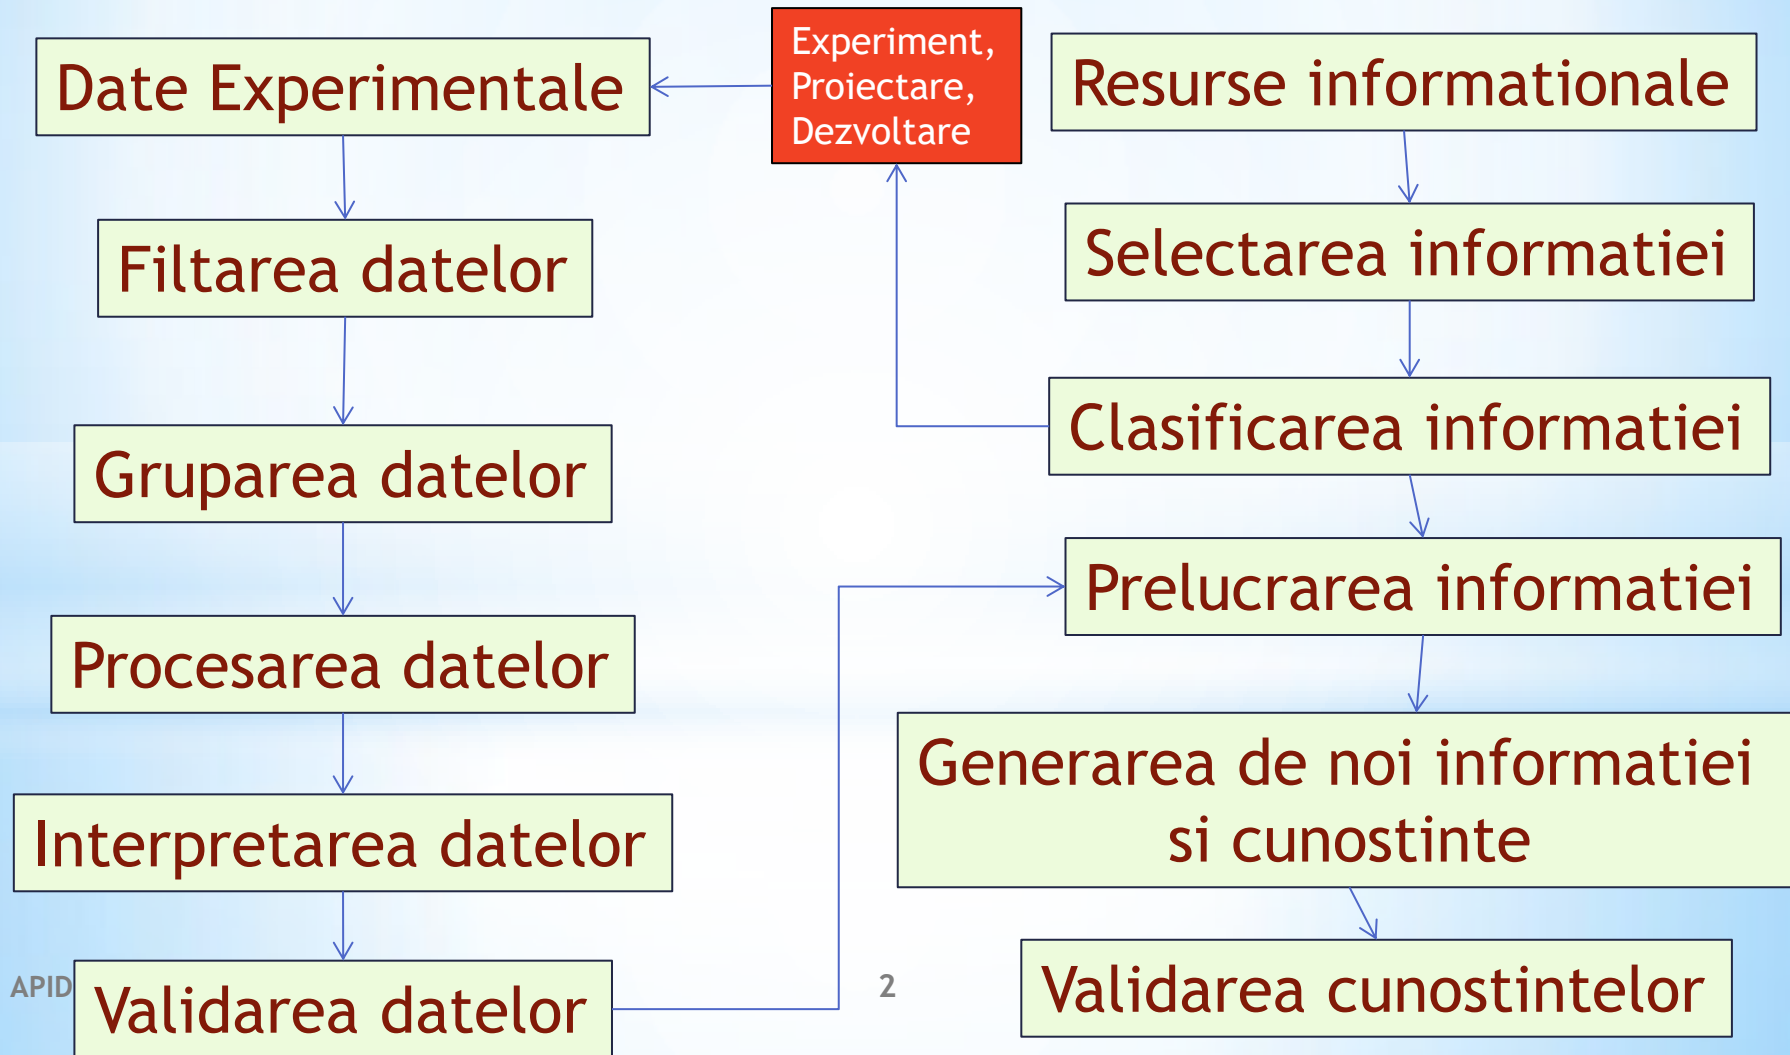 Date Experimentale
Experiment,
Proiectare,
Dezvoltare
Resurse informationale
Filtarea datelor
Selectarea informatiei
Gruparea datelor
Clasificarea informatiei
Procesarea datelor
Prelucrarea informatiei
Interpretarea datelor
Generarea de noi informatiei
si cunostinte
Validarea datelor
Validarea cunostintelor
APID
2